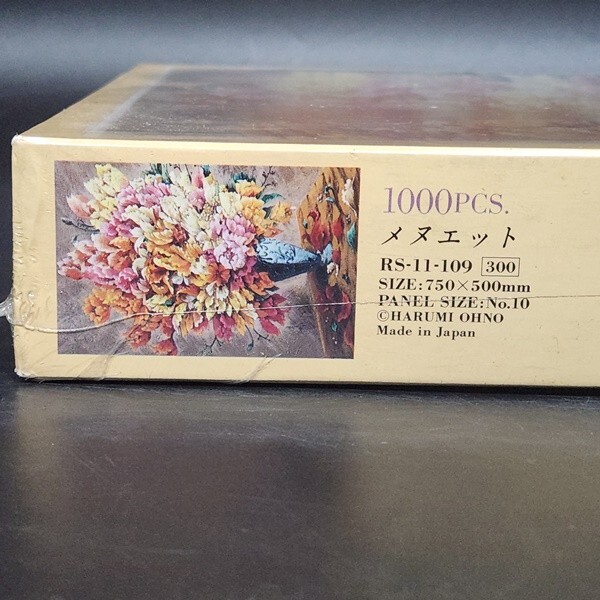 1000PCS.
メヌエット
RS-11-109 300
SIZE:750×500mm
PANEL SIZE:No.10
©HARUMI OHNO
Made in Japan